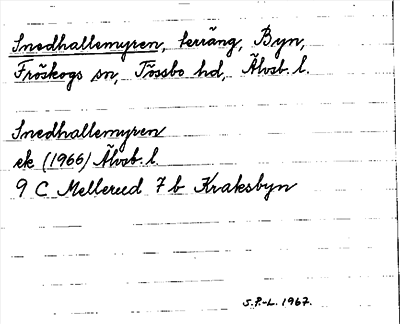 Snedhallemyren, terräng, Byn,
Fröskogs sn, Tössbo hd, Älvsb. l.
Snedhallemyren
ek (1966) Älvsb. l.
9 C Mellerud 7 b Kraksbyn
S.P.-L. 1967.